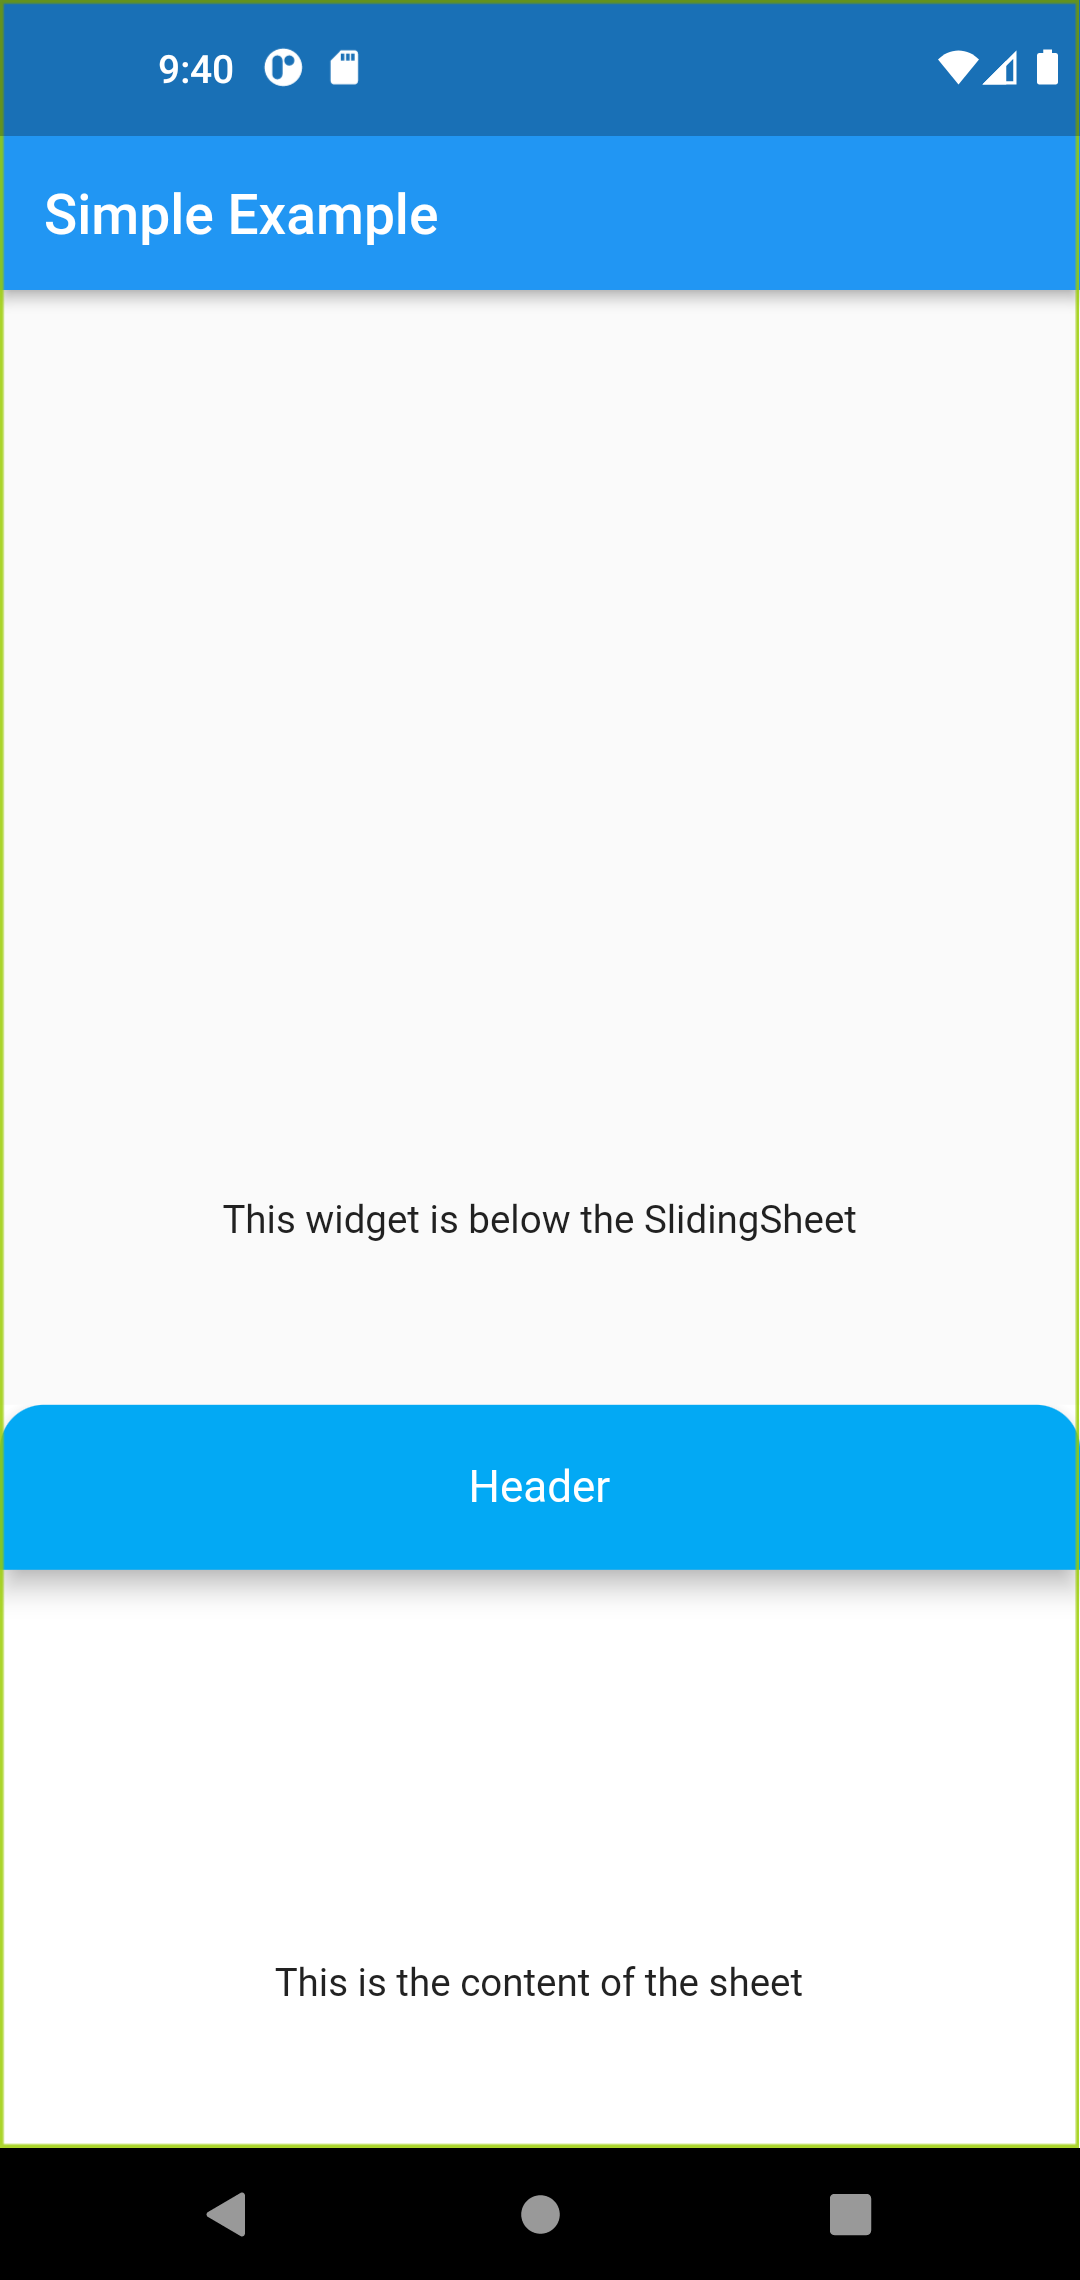 9:40
Simple Example
This widget is below the SlidingSheet
Header
This is the content of the sheet